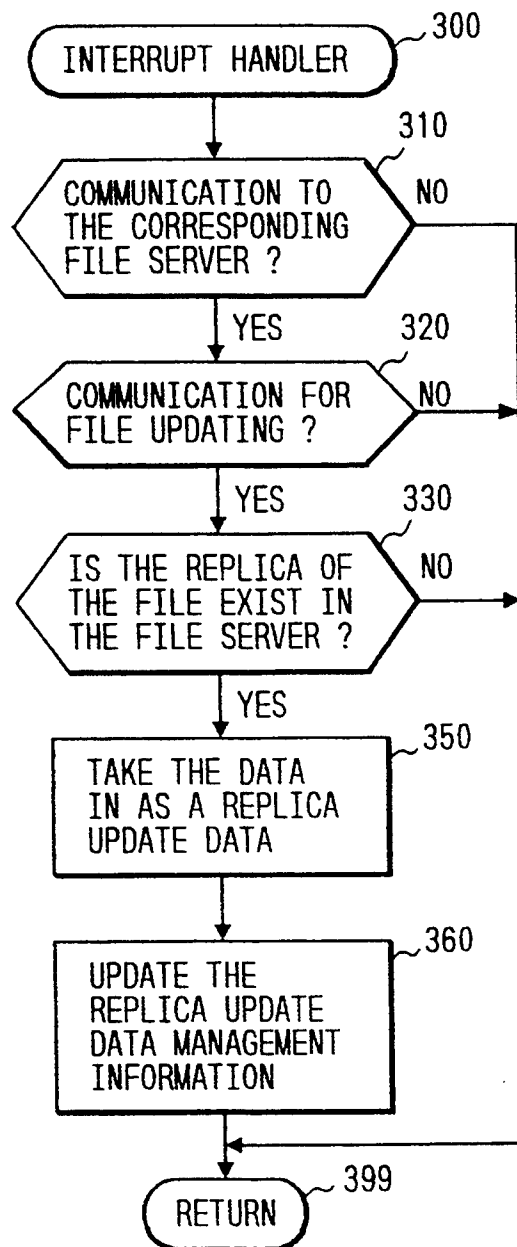 300
INTERRUPT HANDLER
310
COMMUNICATION TO
THE CORRESPONDING
FILE SERVER ?
NO
YES
320
COMMUNICATION FOR
FILE UPDATING ?
NO
YES
330
IS THE REPLICA OF
THE FILE EXIST IN
THE FILE SERVER ?
NO
YES
350
TAKE THE DATA
IN AS A REPLICA
UPDATE DATA
360
UPDATE THE
REPLICA UPDATE
DATA MANAGEMENT
INFORMATION
399
RETURN